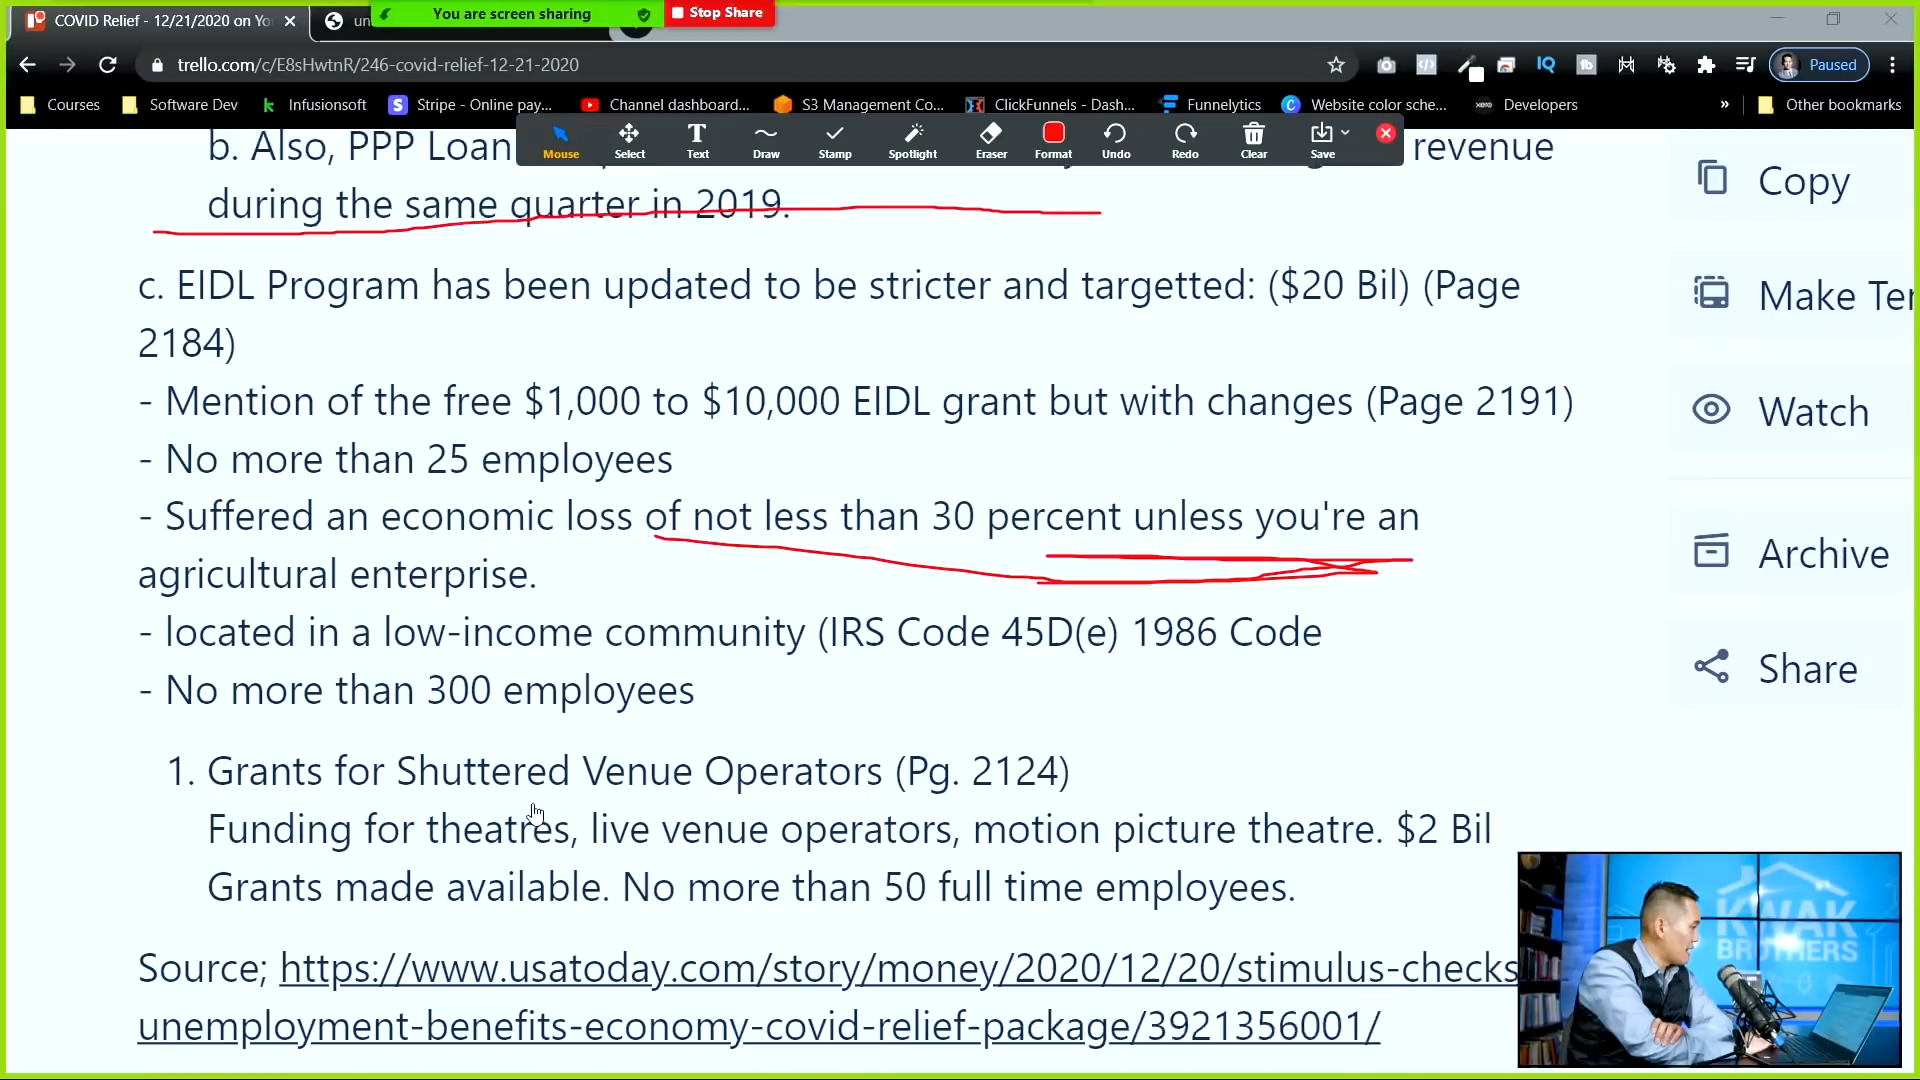 COVID Relief - 12/21/2020 on Yo
un
You are screen sharing
Stop Share
trello.com/c/E8sHwtnR/246-covid-relief-12-21-2020
IQ
tb
Paused
Courses
Software Dev
Infusionsoft
Stripe - Online pay...
Channel dashboard...
S3 Management Co...
ClickFunnels - Dash...
Funnelytics
Website color sche...
Developers
»
Other bookmarks
Mouse
Select
Text
Draw
Stamp
Spotlight
Eraser
Format
Undo
Redo
Clear
Save
b. Also, PPP Loan revenue
during the same quarter in 2019.
c. EIDL Program has been updated to be stricter and targetted: ($20 Bil) (Page
2184)
- Mention of the free $1,000 to $10,000 EIDL grant but with changes (Page 2191)
- No more than 25 employees
- Suffered an economic loss of not less than 30 percent unless you're an
agricultural enterprise.
- located in a low-income community (IRS Code 45D(e) 1986 Code
- No more than 300 employees
1. Grants for Shuttered Venue Operators (Pg. 2124)
Funding for theatres, live venue operators, motion picture theatre. $2 Bil
Grants made available. No more than 50 full time employees.
Source; https://www.usatoday.com/story/money/2020/12/20/stimulus-checks
unemployment-benefits-economy-covid-relief-package/3921356001/
Copy
Make Te
Watch
Archive
Share
KWAK
BROTHERS